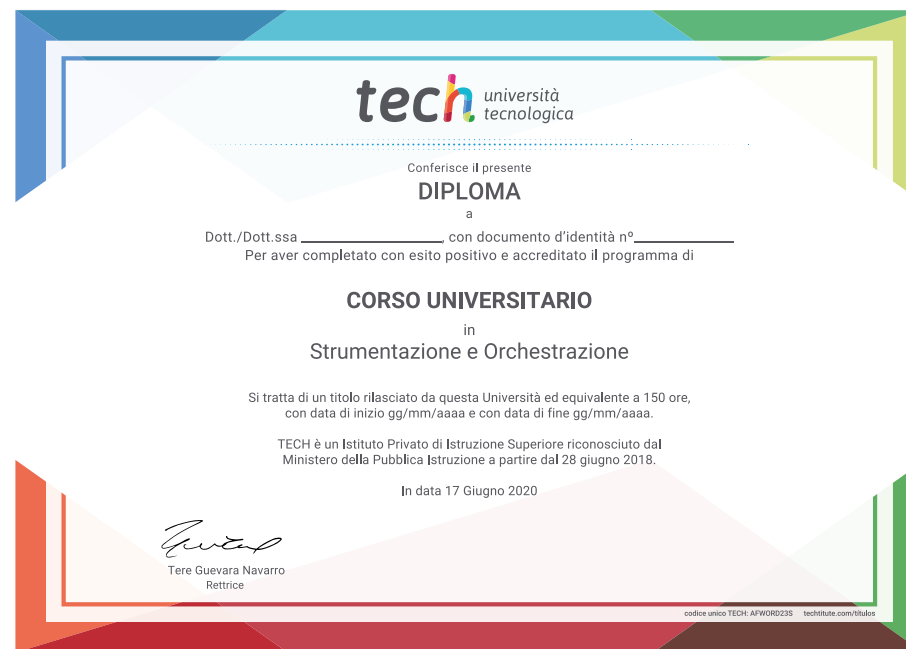 tech università
tecnologica
Conferisce il presente
DIPLOMA
a
Dott./Dott.ssa ____________________, con documento d'identità nº______________
Per aver completato con esito positivo e accreditato il programma di
CORSO UNIVERSITARIO
in
Strumentazione e Orchestrazione
Si tratta di un titolo rilasciato da questa Università ed equivalente a 150 ore,
con data di inizio gg/mm/aaaa e con data di fine gg/mm/aaaa.
TECH è un Istituto Privato di Istruzione Superiore riconosciuto dal
Ministero della Pubblica Istruzione a partire dal 28 giugno 2018.
In data 17 Giugno 2020
Tere Guevara Navarro
Rettrice
codice unico TECH: AFWORD23S techtitute.com/titulos